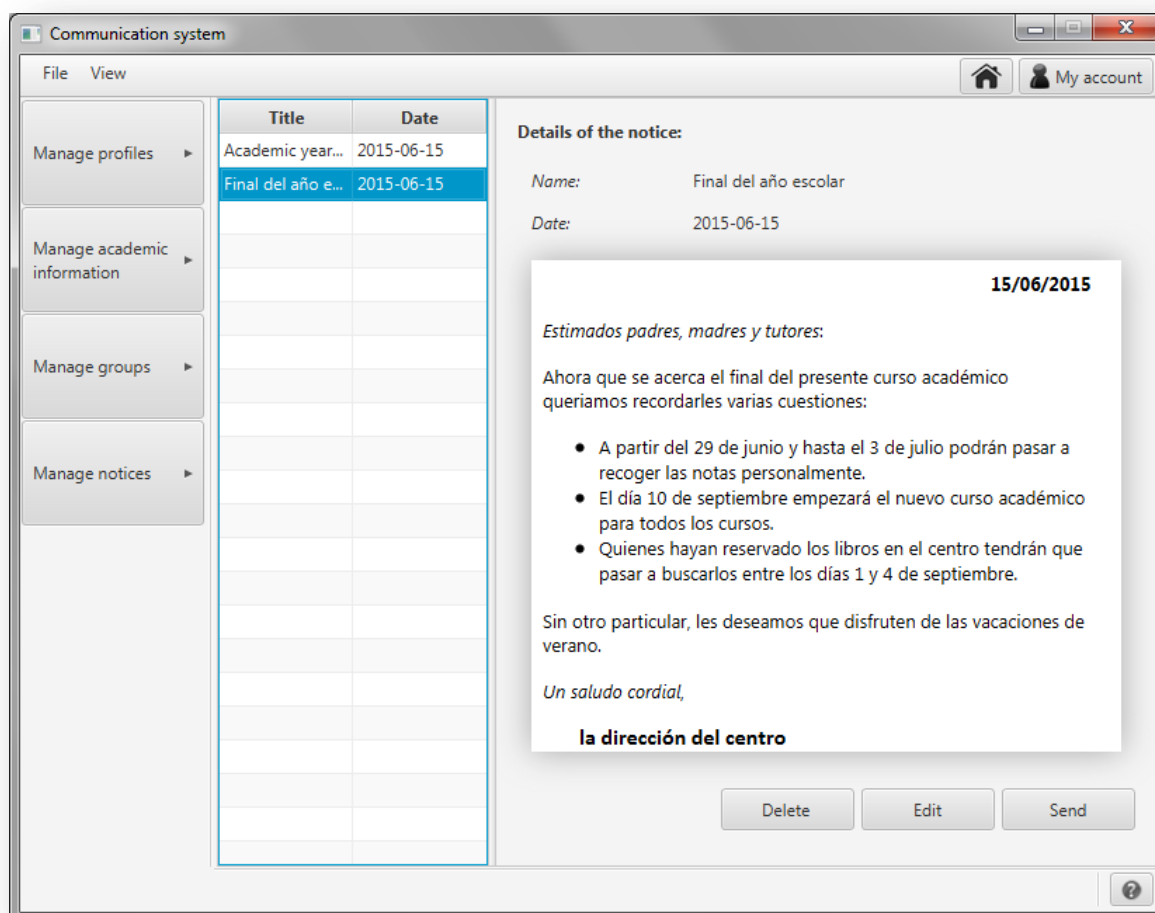 Communication system
File View
My account
Manage profiles
Manage academic
information
Manage groups
Manage notices
Title Date
Academic year... 2015-06-15
Final del año e... 2015-06-15
Details of the notice:
Name: Final del año escolar
Date: 2015-06-15
15/06/2015
Estimados padres, madres y tutores:
Ahora que se acerca el final del presente curso académico
queriamos recordarles varias cuestiones:
● A partir del 29 de junio y hasta el 3 de julio podrán pasar a
recoger las notas personalmente.
● El día 10 de septiembre empezará el nuevo curso académico
para todos los cursos.
● Quienes hayan reservado los libros en el centro tendrán que
pasar a buscarlos entre los días 1 y 4 de septiembre.
Sin otro particular, les deseamos que disfruten de las vacaciones de
verano.
Un saludo cordial,
la dirección del centro
Delete Edit Send
?